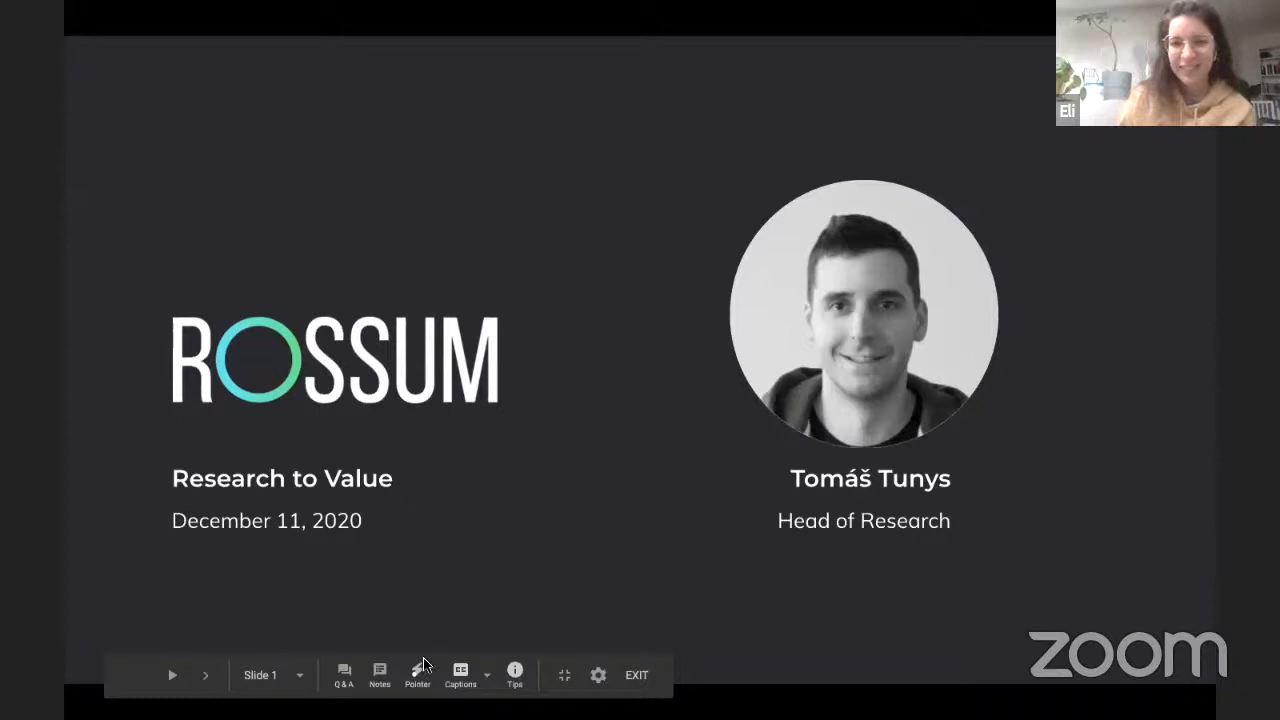 Eli
ROSSUM
Research to Value
December 11, 2020
Tomáš Tunys
Head of Research
Slide 1
Q & A
Notes
Pointer
Captions
Tips
EXIT
zoom